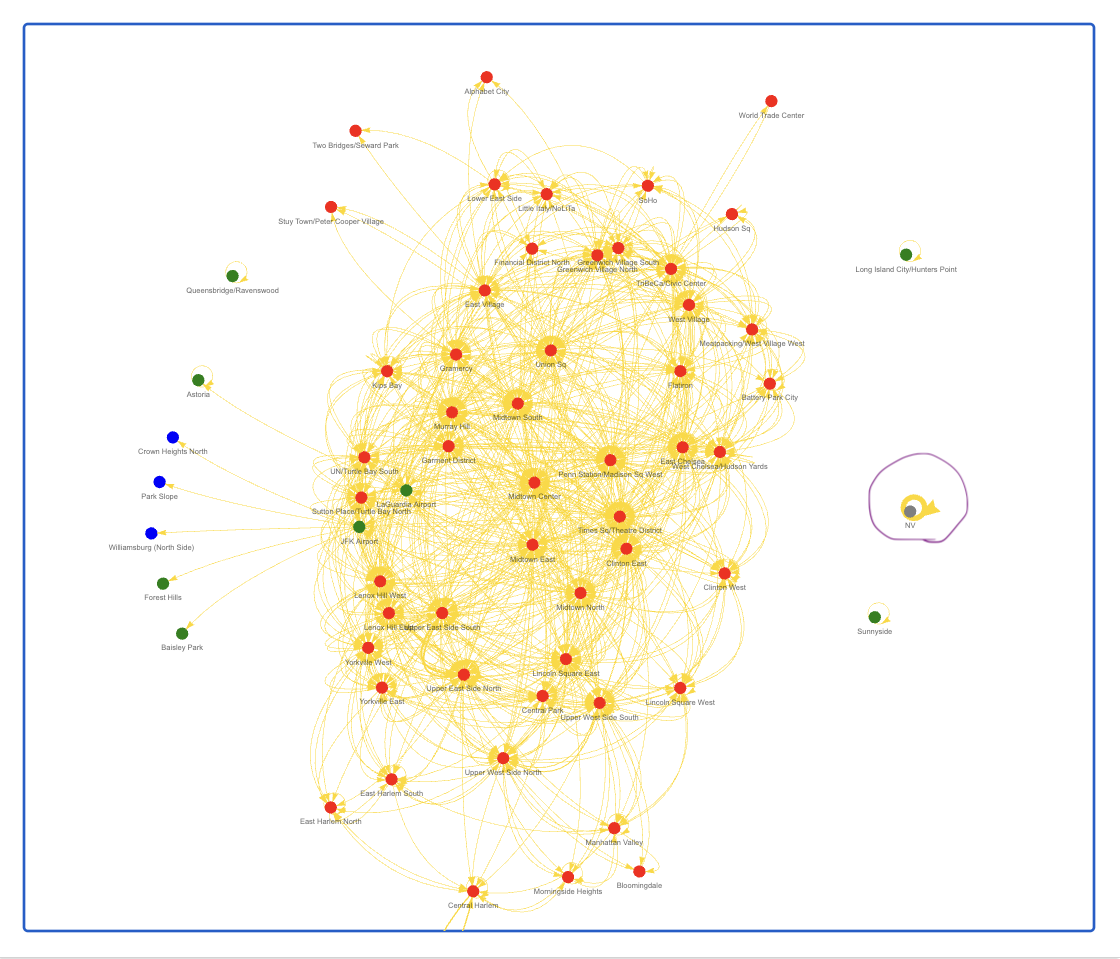 Alphabet City
World Trade Center
Two Bridges/Seward Park
Lower East Side
Little Italy/NoLiTa
SoHo
Stuy Town/Peter Cooper Village
Hudson Sq
Financial District North
Greenwich Village South
Greenwich Village North
Long Island City/Hunters Point
TriBeCa/Civic Center
Queensbridge/Ravenswood
East Village
West Village
Meatpacking/West Village West
Gramercy
Union Sq
Kips Bay
Flatiron
Astoria
Battery Park City
Midtown South
Murray Hill
Crown Heights North
Garment District
East Chelsea
West Chelsea/Hudson Yards
UN/Turtle Bay South
Penn Station/Madison Sq West
Park Slope
Midtown Center
LaGuardia Airport
Sutton Place/Turtle Bay North
NV
Times Sq/Theatre District
JFK Airport
Williamsburg (North Side)
Midtown East
Clinton East
Clinton West
Forest Hills
Lenox Hill West
Midtown North
Lenox Hill East
Upper East Side South
Sunnyside
Baisley Park
Yorkville West
Lincoln Square East
Upper East Side North
Yorkville East
Central Park
Lincoln Square West
Upper West Side South
Upper West Side North
East Harlem South
East Harlem North
Manhattan Valley
Bloomingdale
Morningside Heights
Central Harlem